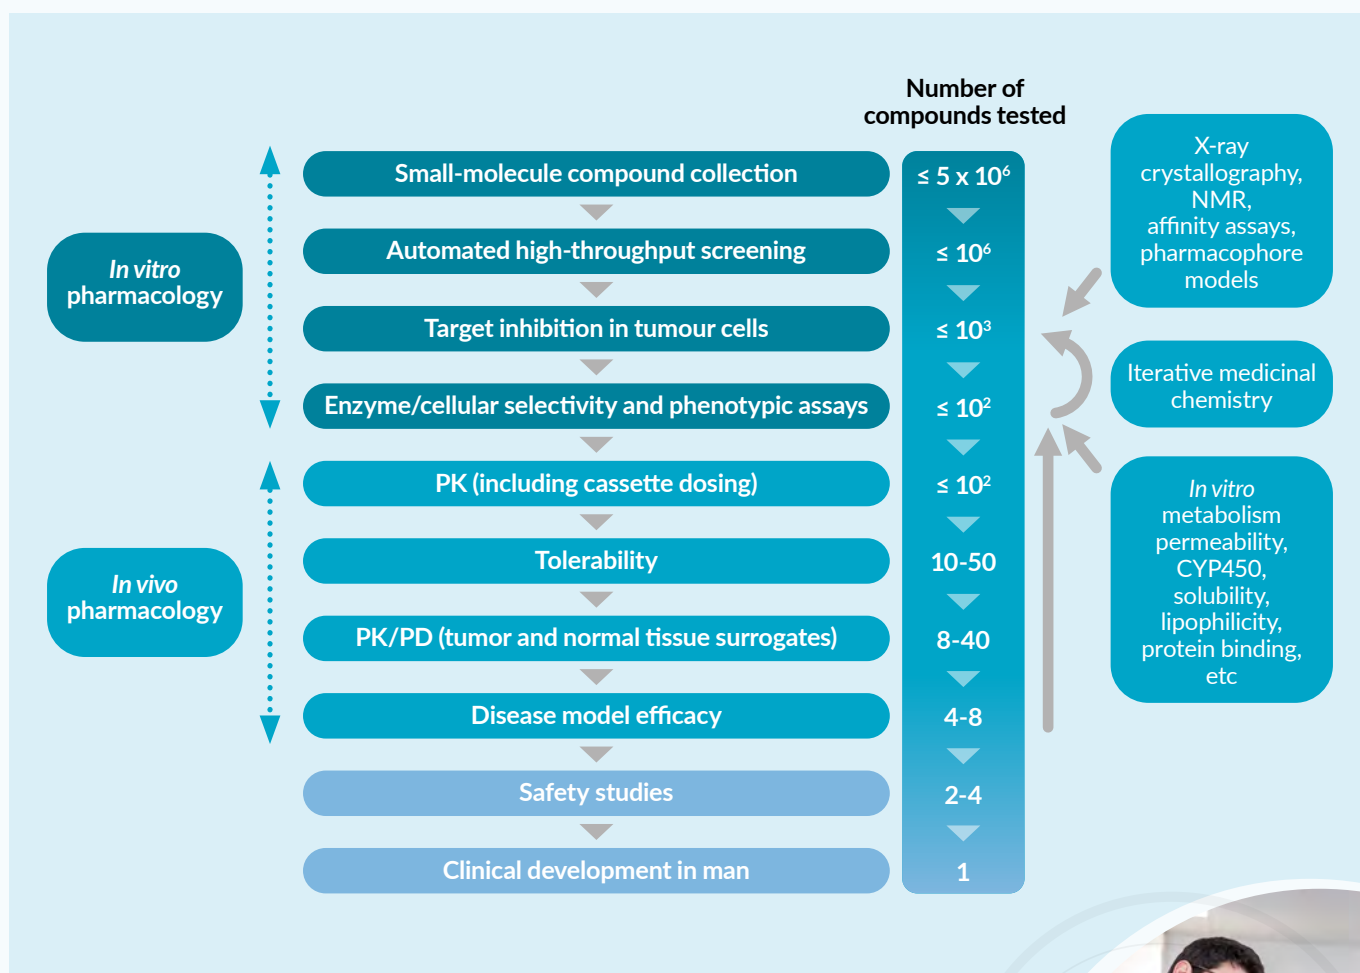 Number of
compounds tested
In vitro
pharmacology
In vivo
pharmacology
Small-molecule compound collection
≤ 5 x 10⁶
Automated high-throughput screening
≤ 10⁶
Target inhibition in tumour cells
≤ 10³
Enzyme/cellular selectivity and phenotypic assays
≤ 10²
PK (including cassette dosing)
≤ 10²
Tolerability
10-50
PK/PD (tumor and normal tissue surrogates)
8-40
Disease model efficacy
4-8
Safety studies
2-4
Clinical development in man
1
X-ray
crystallography,
NMR,
affinity assays,
pharmacophore
models
Iterative medicinal
chemistry
In vitro
metabolism
permeability,
CYP450,
solubility,
lipophilicity,
protein binding,
etc